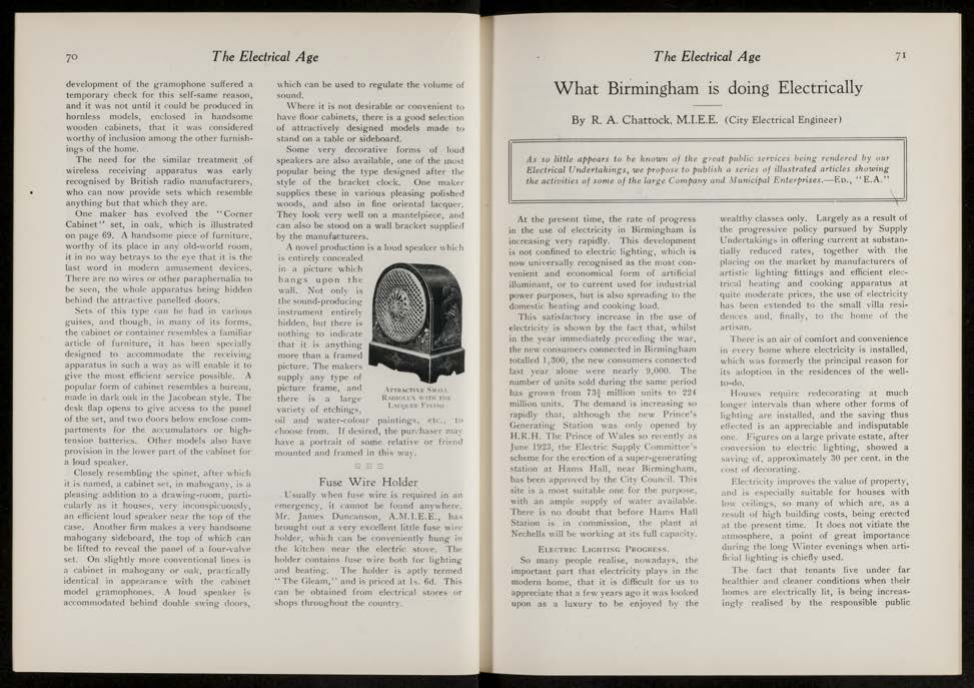 70
The Electrical Age
development of the gramophone suffered a
temporary check for this self-same reason,
and it was not until it could be produced in
hornless models, enclosed in handsome
wooden cabinets, that it was considered
worthy of inclusion among the other furnish-
ings of the home.
The need for the similar treatment of
wireless receiving apparatus was early
recognised by British radio manufacturers,
who can now provide sets which resemble
anything but that which they are.
One maker has evolved the "Corner
Cabinet" set, in oak, which is illustrated
on page 69. A handsome piece of furniture,
worthy of its place in any old-world room,
it in no way betrays to the eye that it is the
last word in modern amusement devices.
There are no wires or other paraphernalia to
be seen, the whole apparatus being hidden
behind the attractive panelled doors.
Sets of this type can be had in various
guises, and though, in many of its forms,
the cabinet or container resembles a familiar
article of furniture, it has been specially
designed to accommodate the receiving
apparatus in such a way as will enable it to
give the most efficient service possible. A
popular form of cabinet resembles a bureau,
made in dark oak in the Jacobean style. The
desk flap opens to give access to the panel
of the set, and two doors below enclose com-
partments for the accumulators or high-
tension batteries. Other models also have
provision in the lower part of the cabinet for
a loud speaker.
Closely resembling the spinet, after which
it is named, a cabinet set, in mahogany, is a
pleasing addition to a drawing-room, parti-
cularly as it houses, very inconspicuously,
an efficient loud speaker near the top of the
case. Another firm makes a very handsome
mahogany sideboard, the top of which can
be lifted to reveal the panel of a four-valve
set. On slightly more conventional lines is
a cabinet in mahogany or oak, practically
identical in appearance with the cabinet
model gramophones. A loud speaker is
accommodated behind double swing doors,
which can be used to regulate the volume of
sound.
Where it is not desirable or convenient to
have floor cabinets, there is a good selection
of attractively designed models made to
stand on a table or sideboard.
Some very decorative forms of loud
speakers are also available, one of the most
popular being the type designed after the
style of the bracket clock. One maker
supplies these in various pleasing polished
woods, and also in fine oriental lacquer.
They look very well on a mantelpiece, and
can also be stood on a wall bracket supplied
by the manufacturers.
A novel production is a loud speaker which
is entirely concealed
in a picture which
hangs upon the
wall. Not only is
the sound-producing
instrument entirely
hidden, but there is
nothing to indicate
that it is anything
more than a framed
picture. The makers
supply any type of
picture frame, and
there is a large
variety of etchings,
oil and water-colour paintings, etc., to
choose from. If desired, the purchaser may
have a portrait of some relative or friend
mounted and framed in this way.
Attractive Small
Radiolux with the
Lacquer Finish
Fuse Wire Holder
Usually when fuse wire is required in an
emergency, it cannot be found anywhere.
Mr. James Duncanson, A.M.I.E.E., has
brought out a very excellent little fuse wire
holder, which can be conveniently hung in
the kitchen near the electric stove. The
holder contains fuse wire both for lighting
and heating. The holder is aptly termed
"The Gleam," and is priced at 1s. 6d. This
can be obtained from electrical stores or
shops throughout the country.
The Electrical Age
71
What Birmingham is doing Electrically
By R. A. Chattock, M.I.E.E. (City Electrical Engineer)
As so little appears to be known of the great public services being rendered by our
Electrical Undertakings, we propose to publish a series of illustrated articles showing
the activities of some of the large Company and Municipal Enterprises.—Ed., "E.A."
At the present time, the rate of progress
in the use of electricity in Birmingham is
increasing very rapidly. This development
is not confined to electric lighting, which is
now universally recognised as the most con-
venient and economical form of artificial
illuminant, or to current used for industrial
power purposes, but is also spreading to the
domestic heating and cooking load.
This satisfactory increase in the use of
electricity is shown by the fact that, whilst
in the year immediately preceding the war,
the new consumers connected in Birmingham
totalled 1,300, the new consumers connected
last year alone were nearly 9,000. The
number of units sold during the same period
has grown from 73½ million units to 224
million units. The demand is increasing so
rapidly that, although the new Prince's
Generating Station was only opened by
H.R.H. The Prince of Wales so recently as
June 1923, the Electric Supply Committee's
scheme for the erection of a super-generating
station at Hams Hall, near Birmingham,
has been approved by the City Council. This
site is a most suitable one for the purpose,
with an ample supply of water available.
There is no doubt that before Hams Hall
Station is in commission, the plant at
Nechells will be working at its full capacity.
Electric Lighting Progress.
So many people realise, nowadays, the
important part that electricity plays in the
modern home, that it is difficult for us to
appreciate that a few years ago it was looked
upon as a luxury to be enjoyed by the
wealthy classes only. Largely as a result of
the progressive policy pursued by Supply
Undertakings in offering current at substan-
tially reduced rates, together with the
placing on the market by manufacturers of
artistic lighting fittings and efficient elec-
trical heating and cooking apparatus at
quite moderate prices, the use of electricity
has been extended to the small villa resi-
dences and, finally, to the home of the
artisan.
There is an air of comfort and convenience
in every home where electricity is installed,
which was formerly the principal reason for
its adoption in the residences of the well-
to-do.
Houses require redecorating at much
longer intervals than where other forms of
lighting are installed, and the saving thus
effected is an appreciable and indisputable
one. Figures on a large private estate, after
conversion to electric lighting, showed a
saving of, approximately 30 per cent. in the
cost of decorating.
Electricity improves the value of property,
and is especially suitable for houses with
low ceilings, so many of which are, as a
result of high building costs, being erected
at the present time. It does not vitiate the
atmosphere, a point of great importance
during the long Winter evenings when arti-
ficial lighting is chiefly used.
The fact that tenants live under far
healthier and cleaner conditions when their
homes are electrically lit, is being increas-
ingly realised by the responsible public